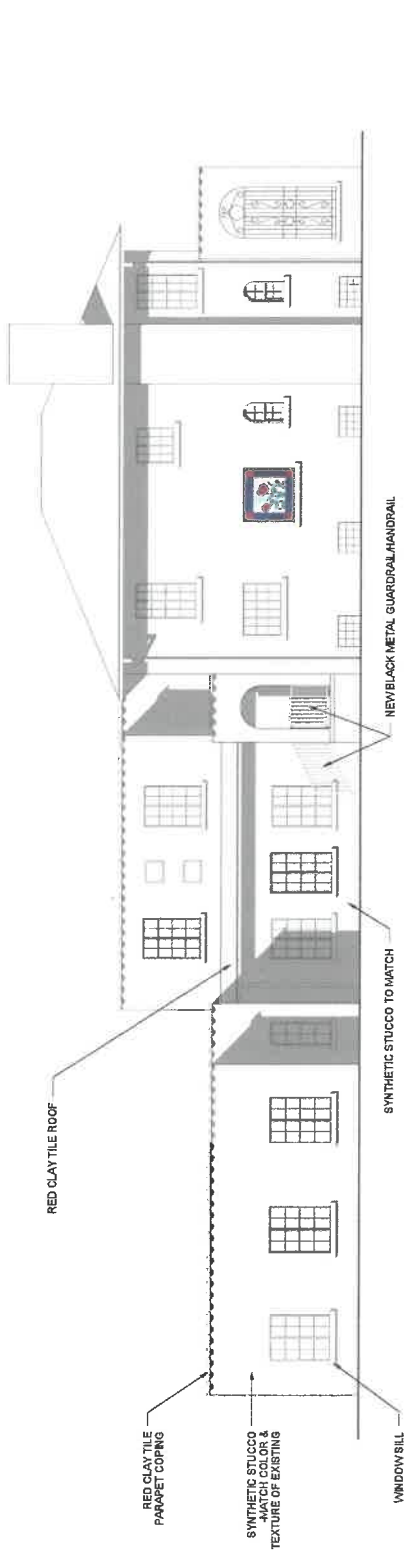 RED CLAY TILE
PARAPET COPING
SYNTHETIC STUCCO
-MATCH COLOR &
TEXTURE OF EXISTING
WINDOW SILL
RED CLAY TILE ROOF
SYNTHETIC STUCCO TO MATCH
NEW BLACK METAL GUARDRAIL/HANDRAIL